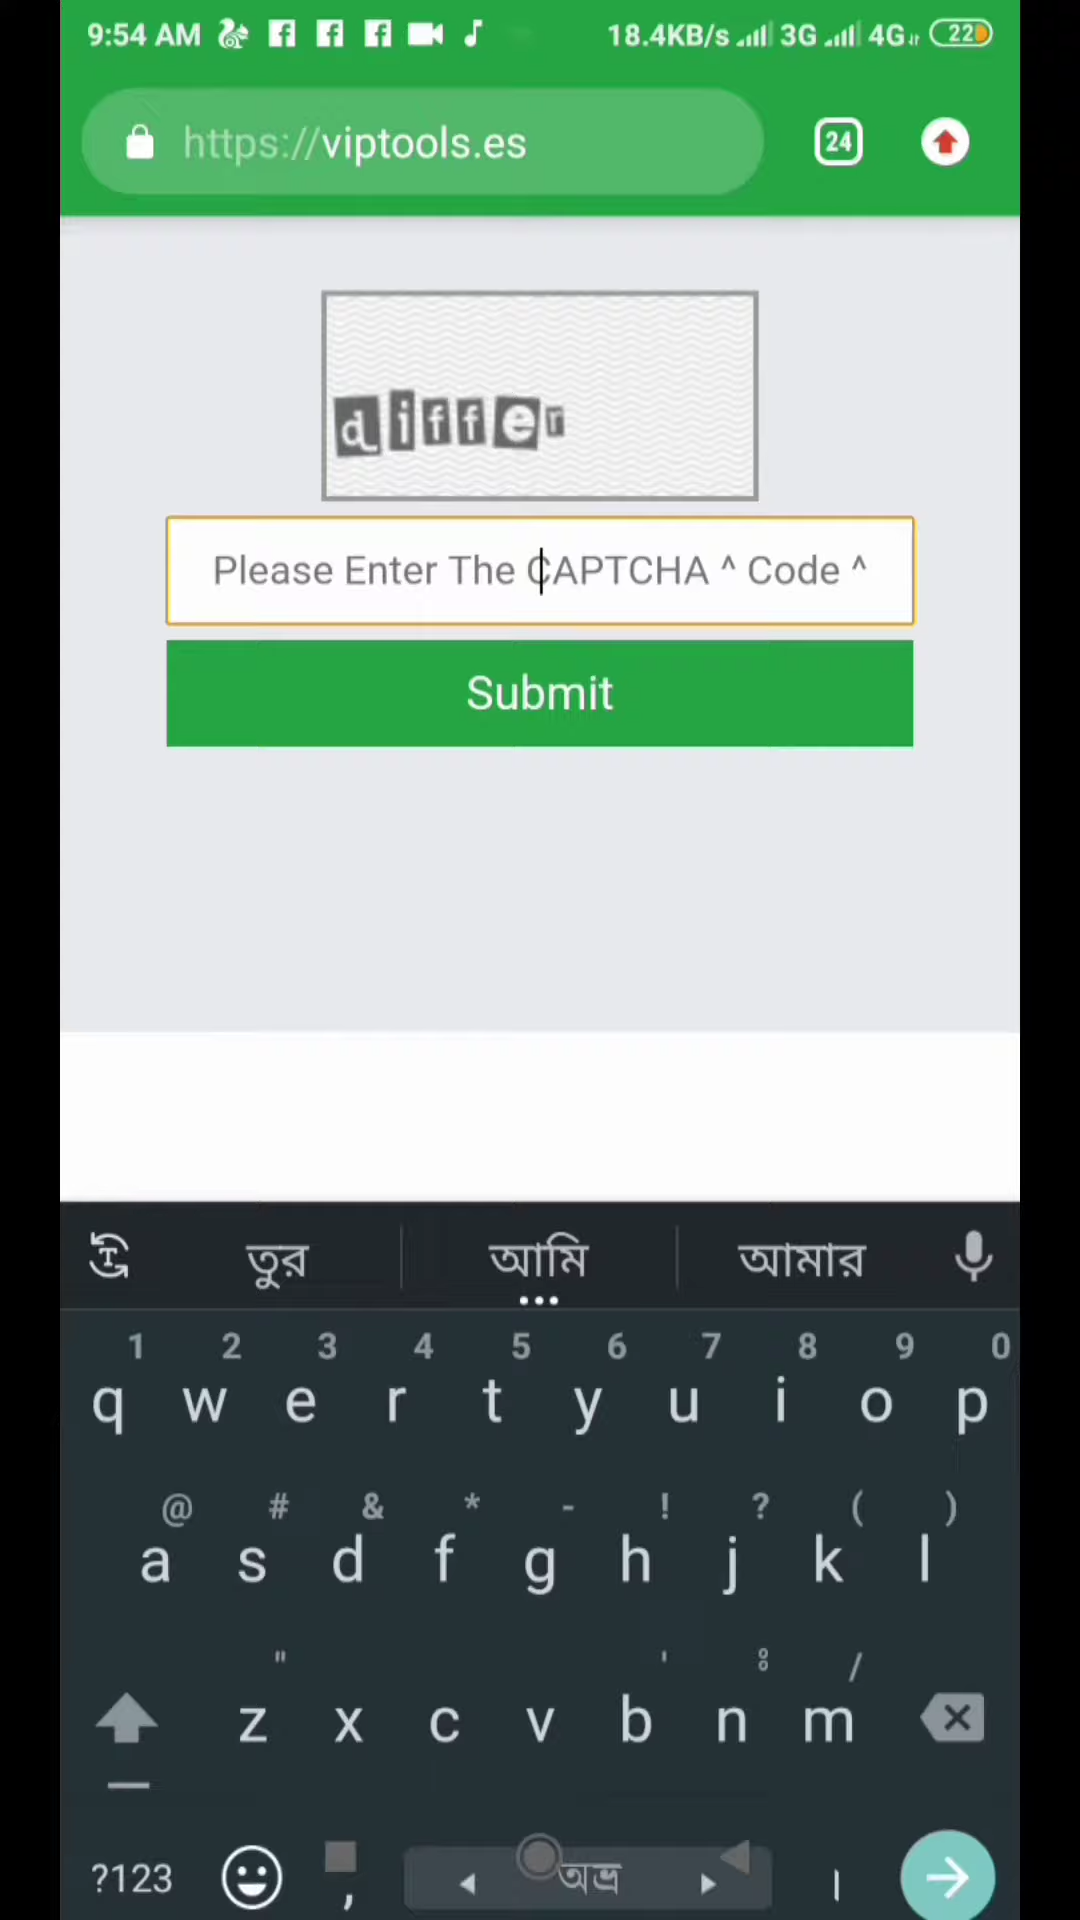 9:54 AM 18.4KB/s 3G 4G 22
https://viptools.es 24
differ
Please Enter The CAPTCHA ^ Code ^
Submit
তুর আমি আমার
1 2 3 4 5 6 7 8 9 0
q w e r t y u i o p
@ # & * - ! ? ( )
a s d f g h j k l
" ' ঃ /
z x c v b n m
?123 , অভ্র ।